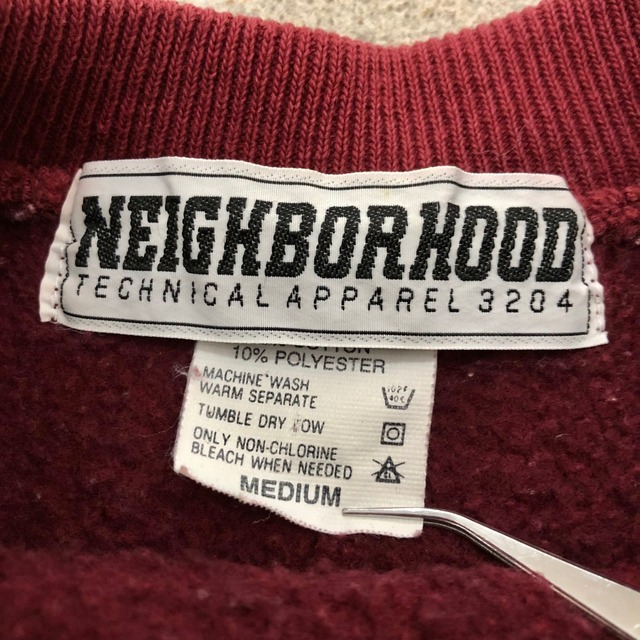 NEIGHBORHOOD
TECHNICAL APPAREL 3204
10% POLYESTER
MACHINE WASH
WARM SEPARATE
TUMBLE DRY LOW
ONLY NON-CHLORINE
BLEACH WHEN NEEDED
MEDIUM